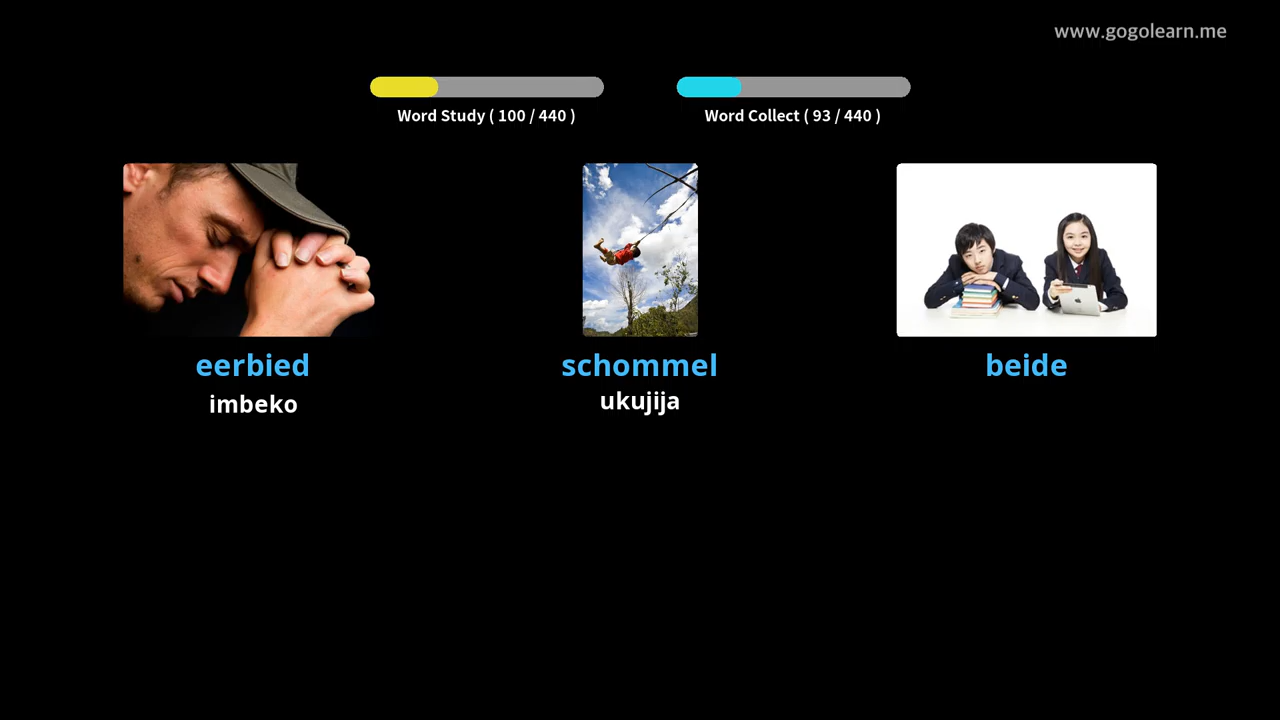 www.gogolearn.me
Word Study ( 100 / 440 )
Word Collect ( 93 / 440 )
eerbied
imbeko
schommel
ukujija
beide